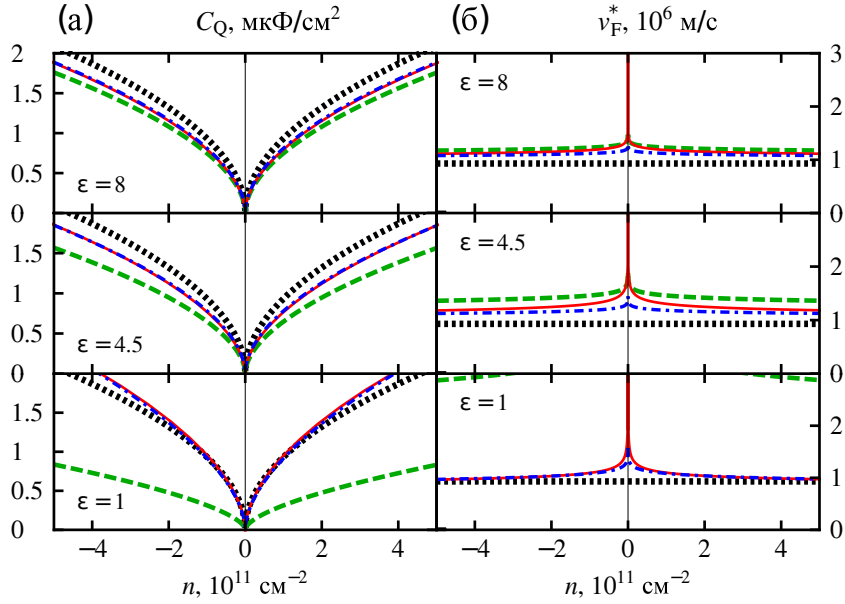 (а) C_Q, мкФ/см² (б) v_F^*, 10⁶ м/с
2 3
ε = 8 ε = 8
1.5
1 2
0.5 1
0 0
ε = 4.5 ε = 4.5
1.5 2
1
0.5 1
0 0
1.5 2
1
ε = 1 ε = 1
0.5 1
0 0
−4 −2 0 2 4 −4 −2 0 2 4
n, 10¹¹ см⁻² n, 10¹¹ см⁻²